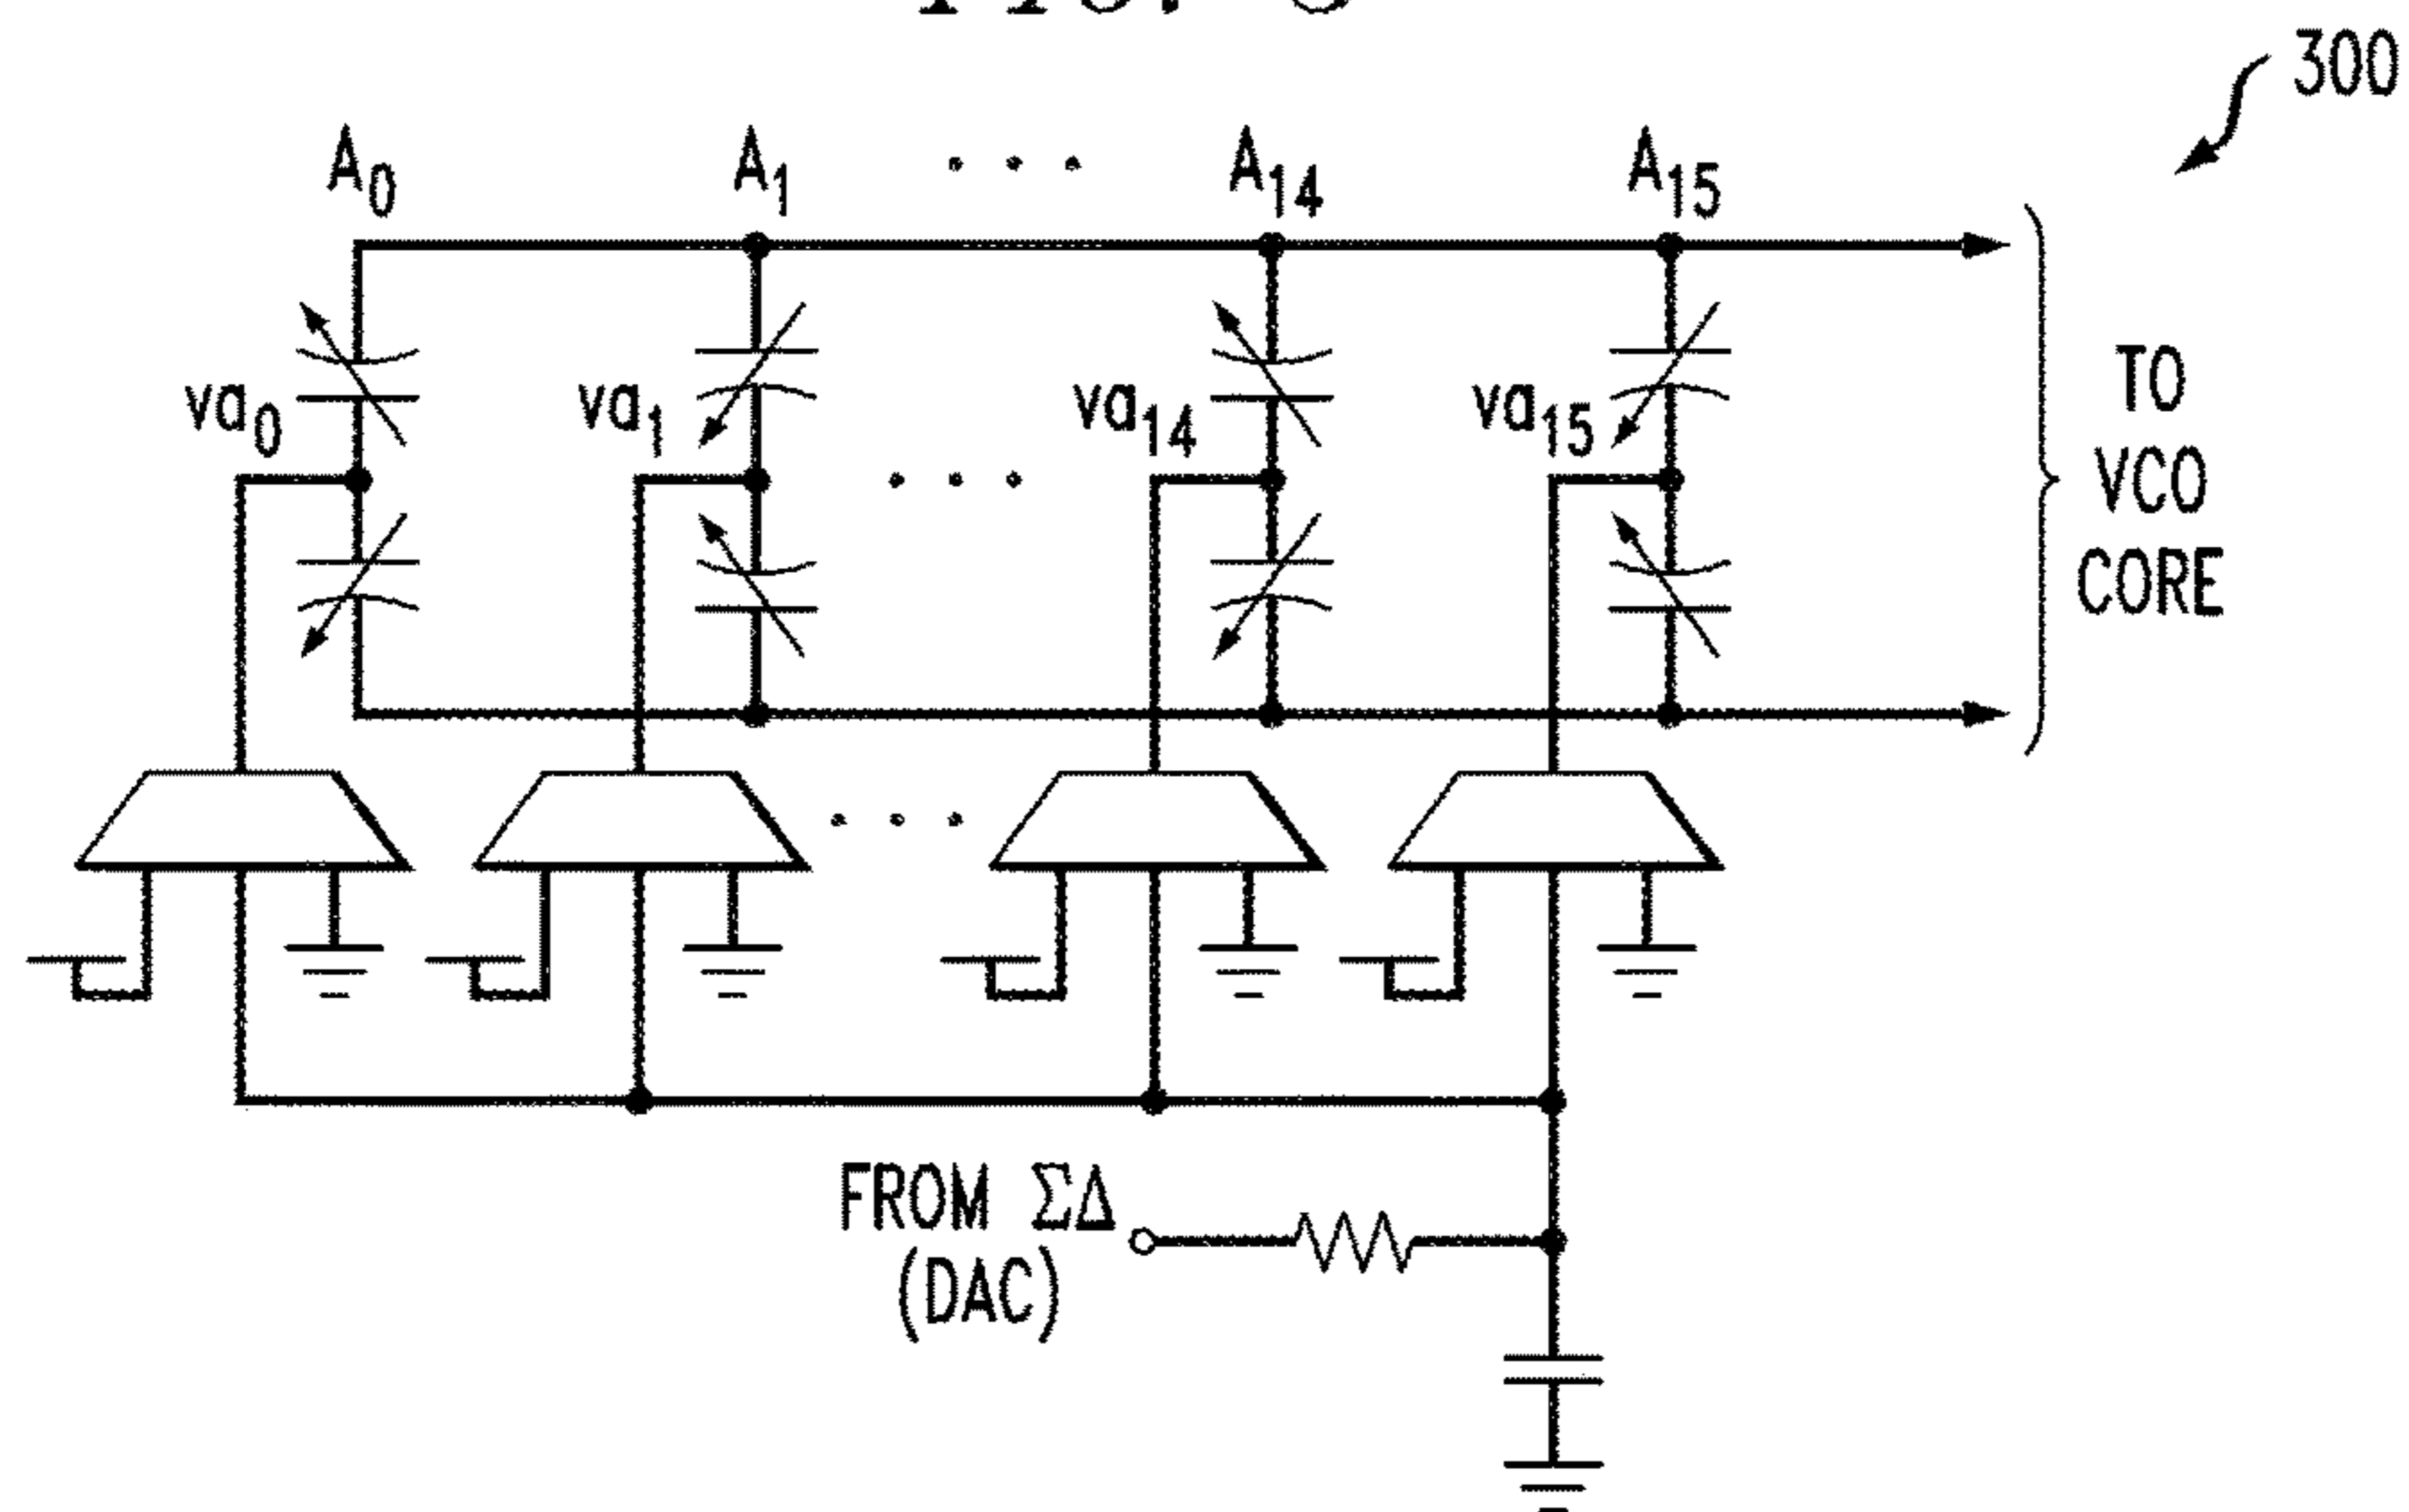 300
A0 A1 . . . A14 A15
va0 va1 va14 va15
. . .
TO
VCO
CORE
. . .
FROM ΣΔ
(DAC)